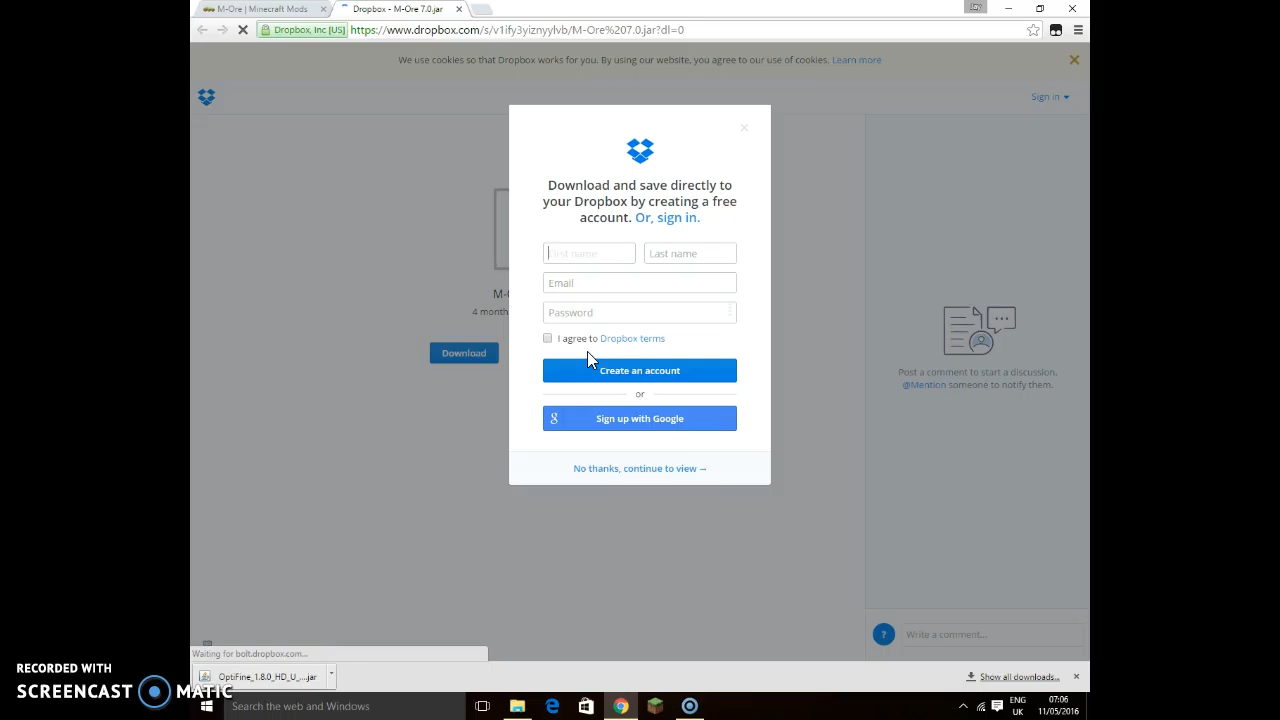 M-Ore | Minecraft Mods
Dropbox - M-Ore 7.0.jar
Dropbox, Inc [US]
https://www.dropbox.com/s/v1ify3yiznyylvb/M-Ore%207.0.jar?dl=0
We use cookies so that Dropbox works for you. By using our website, you agree to our use of cookies. Learn more
Sign in
Download and save directly to
your Dropbox by creating a free
account. Or, sign in.
First name
Last name
Email
Password
I agree to Dropbox terms
Create an account
or
Sign up with Google
No thanks, continue to view →
4 month
Download
Post a comment to start a discussion.
@Mention someone to notify them.
Write a comment...
Waiting for bolt.dropbox.com...
OptiFine_1.8.0_HD_U_....jar
Show all downloads...
RECORDED WITH
SCREENCAST MATIC
Search the web and Windows
ENG
UK
07:06
11/05/2016